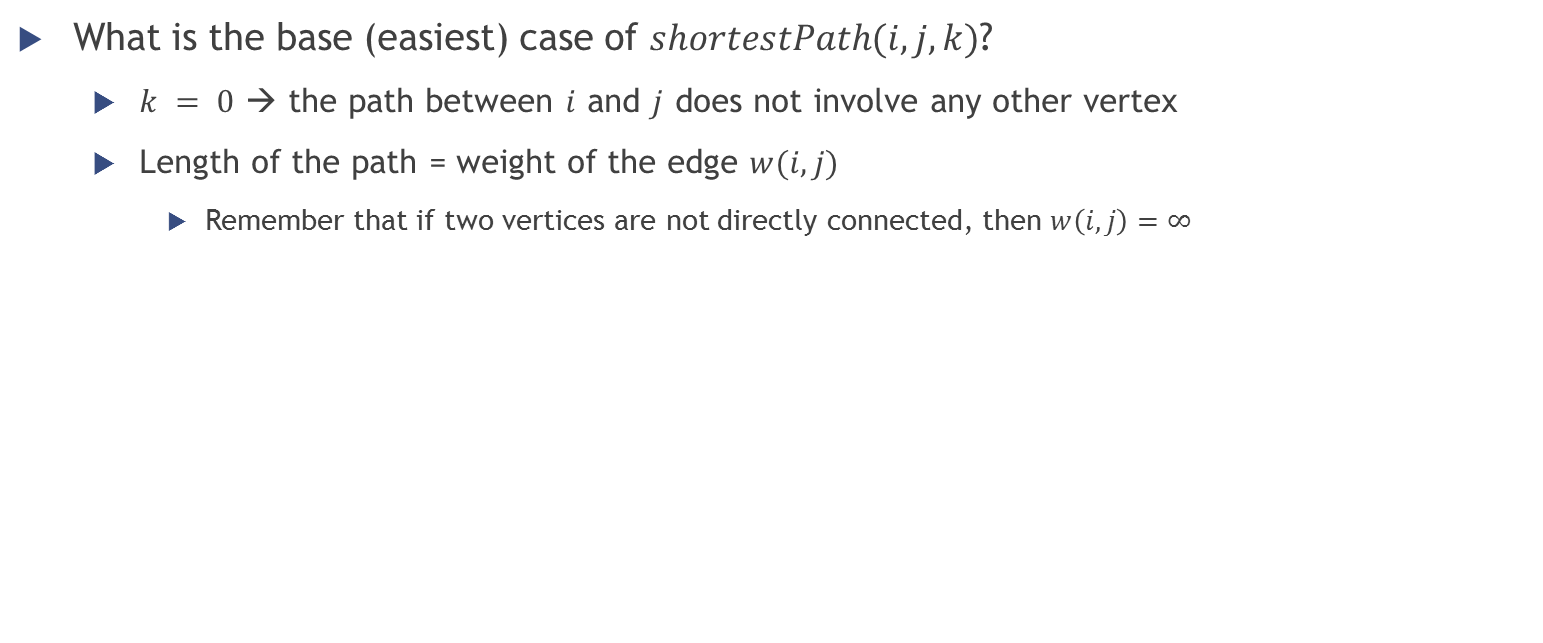 What is the base (easiest) case of shortestPath(i, j, k)?
k = 0 → the path between i and j does not involve any other vertex
Length of the path = weight of the edge w(i, j)
Remember that if two vertices are not directly connected, then w(i, j) = ∞